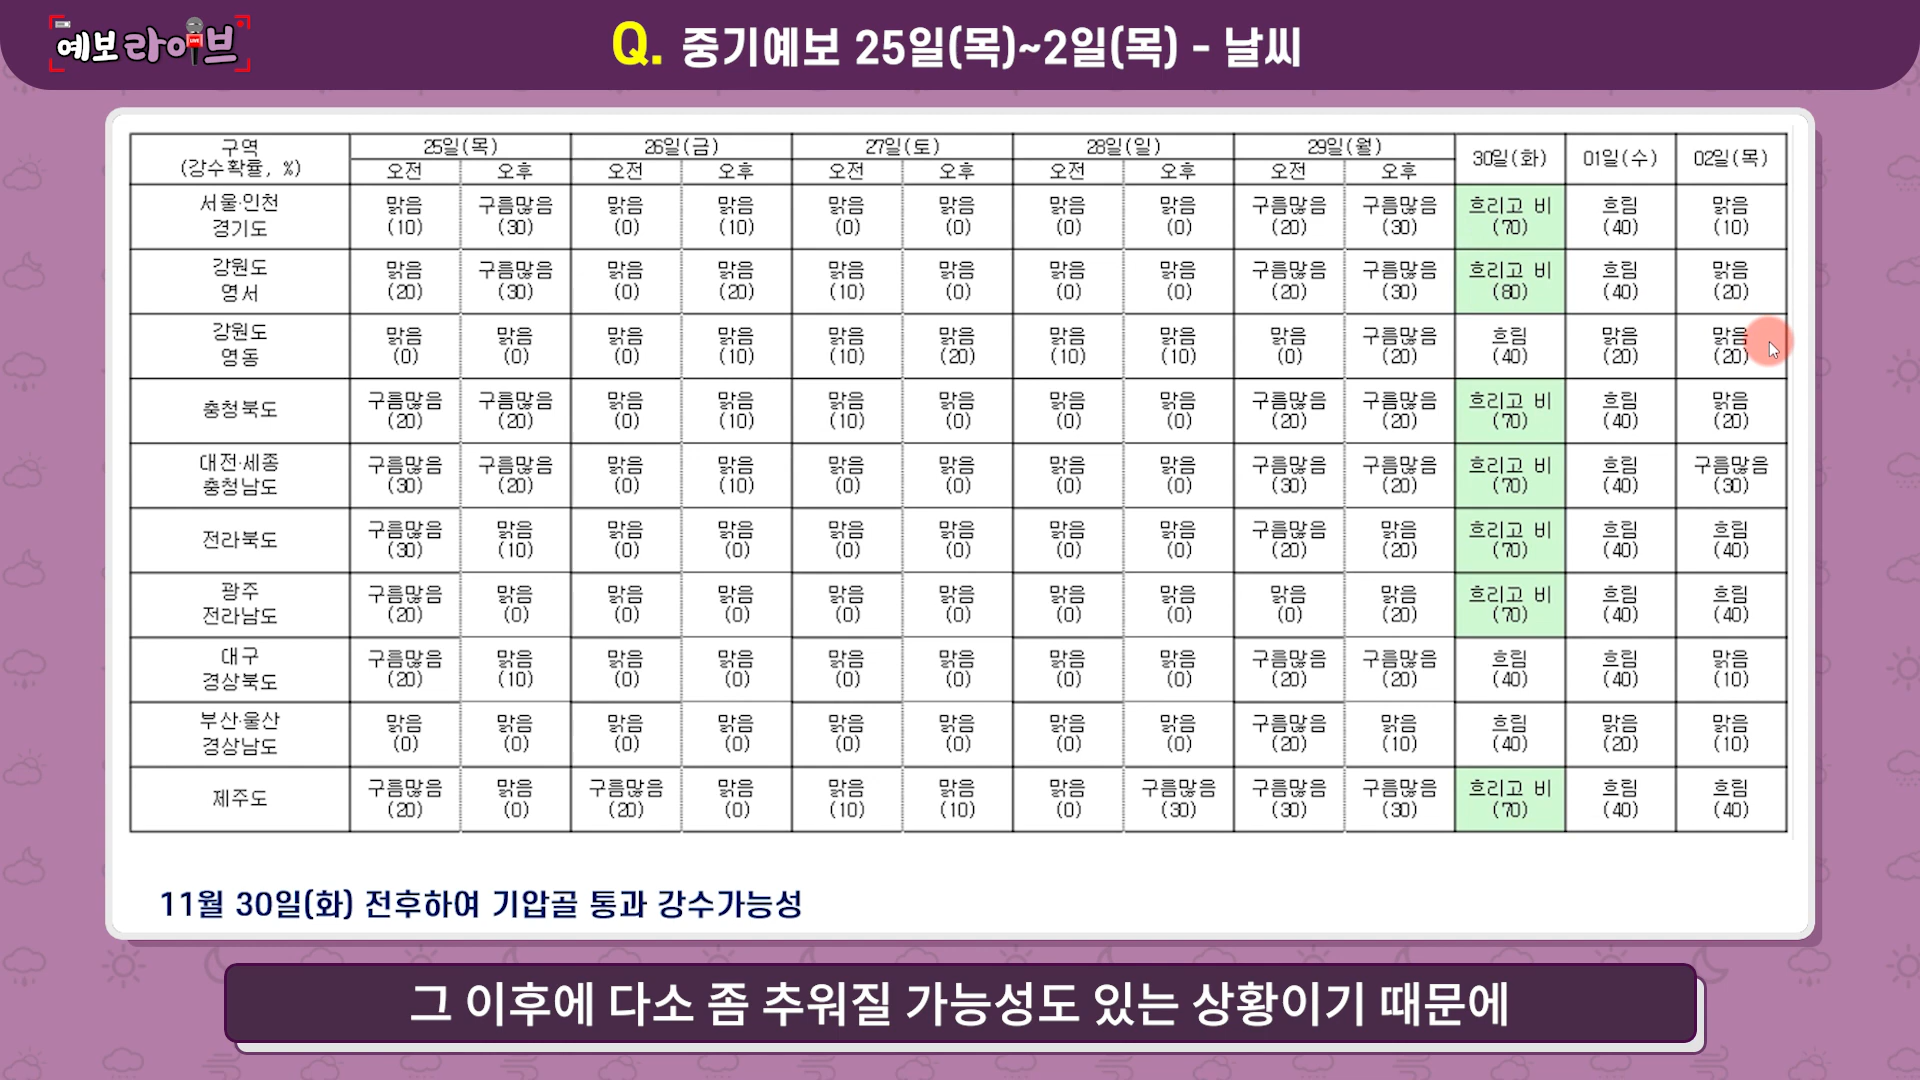 예보라이브
Q. 중기예보 25일(목)~2일(목) - 날씨
구역 25일(목) 26일(금) 27일(토) 28일(일) 29일(월) 30일(화) 01일(수) 02일(목)
(강수확률, %) 오전 오후 오전 오후 오전 오후 오전 오후 오전 오후
서울·인천 맑음 구름많음 맑음 맑음 맑음 맑음 맑음 맑음 구름많음 구름많음 흐리고 비 흐림 맑음
경기도 (10) (30) (0) (10) (0) (0) (0) (0) (20) (30) (70) (40) (10)
강원도 맑음 구름많음 맑음 맑음 맑음 맑음 맑음 맑음 구름많음 구름많음 흐리고 비 흐림 맑음
영서 (20) (30) (0) (20) (10) (0) (0) (0) (20) (30) (80) (40) (20)
강원도 맑음 맑음 맑음 맑음 맑음 맑음 맑음 맑음 맑음 구름많음 흐림 맑음 맑음
영동 (0) (0) (0) (10) (10) (20) (10) (10) (0) (20) (40) (20) (20)
충청북도 구름많음 구름많음 맑음 맑음 맑음 맑음 맑음 맑음 구름많음 구름많음 흐리고 비 흐림 맑음
(20) (20) (0) (10) (10) (0) (0) (0) (20) (20) (70) (40) (20)
대전·세종 구름많음 구름많음 맑음 맑음 맑음 맑음 맑음 맑음 구름많음 구름많음 흐리고 비 흐림 구름많음
충청남도 (30) (20) (0) (10) (0) (0) (0) (0) (30) (20) (70) (40) (30)
전라북도 구름많음 맑음 맑음 맑음 맑음 맑음 맑음 맑음 구름많음 맑음 흐리고 비 흐림 흐림
(30) (10) (0) (0) (0) (0) (0) (0) (20) (20) (70) (40) (40)
광주 구름많음 맑음 맑음 맑음 맑음 맑음 맑음 맑음 맑음 맑음 흐리고 비 흐림 흐림
전라남도 (20) (0) (0) (0) (0) (0) (0) (0) (0) (20) (70) (40) (40)
대구 구름많음 맑음 맑음 맑음 맑음 맑음 맑음 맑음 구름많음 구름많음 흐림 흐림 맑음
경상북도 (20) (10) (0) (0) (0) (0) (0) (0) (20) (20) (40) (40) (10)
부산·울산 맑음 맑음 맑음 맑음 맑음 맑음 맑음 맑음 구름많음 맑음 흐림 맑음 맑음
경상남도 (0) (0) (0) (0) (0) (0) (0) (0) (20) (10) (40) (20) (10)
제주도 구름많음 맑음 구름많음 맑음 맑음 맑음 맑음 구름많음 구름많음 구름많음 흐리고 비 흐림 흐림
(20) (0) (20) (0) (10) (10) (0) (30) (30) (30) (70) (40) (40)
11월 30일(화) 전후하여 기압골 통과 강수가능성
그 이후에 다소 좀 추워질 가능성도 있는 상황이기 때문에